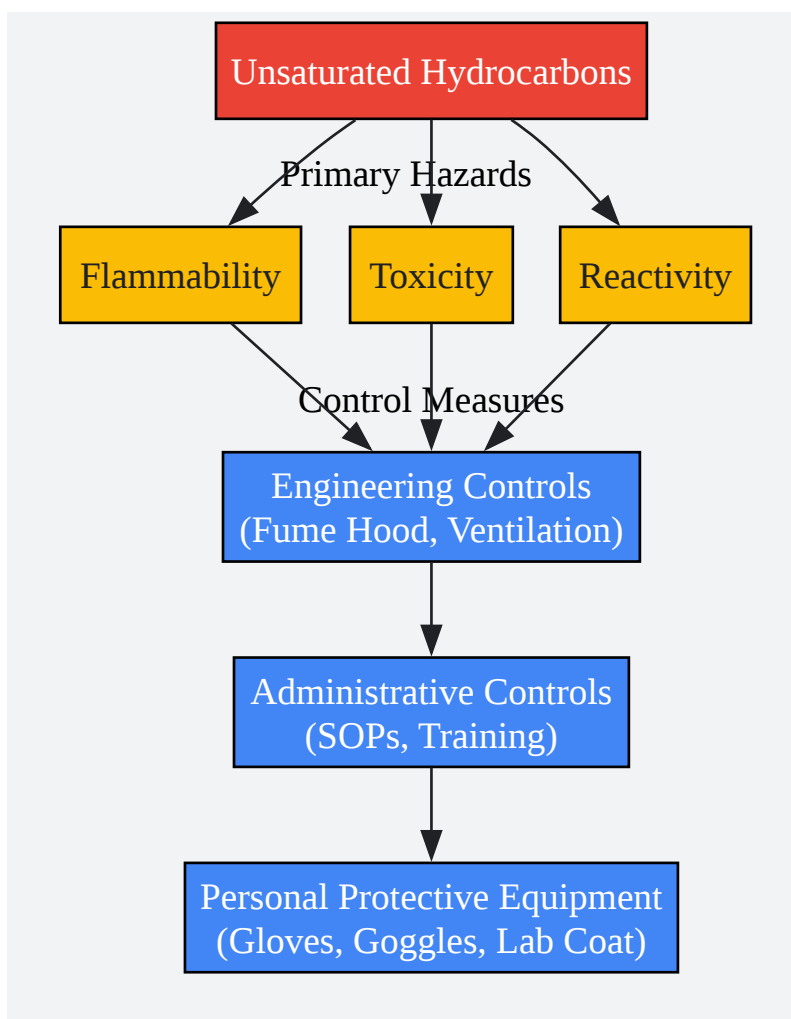 Unsaturated Hydrocarbons
Primary Hazards
Flammability
Toxicity
Reactivity
Control Measures
Engineering Controls
(Fume Hood, Ventilation)
Administrative Controls
(SOPs, Training)
Personal Protective Equipment
(Gloves, Goggles, Lab Coat)